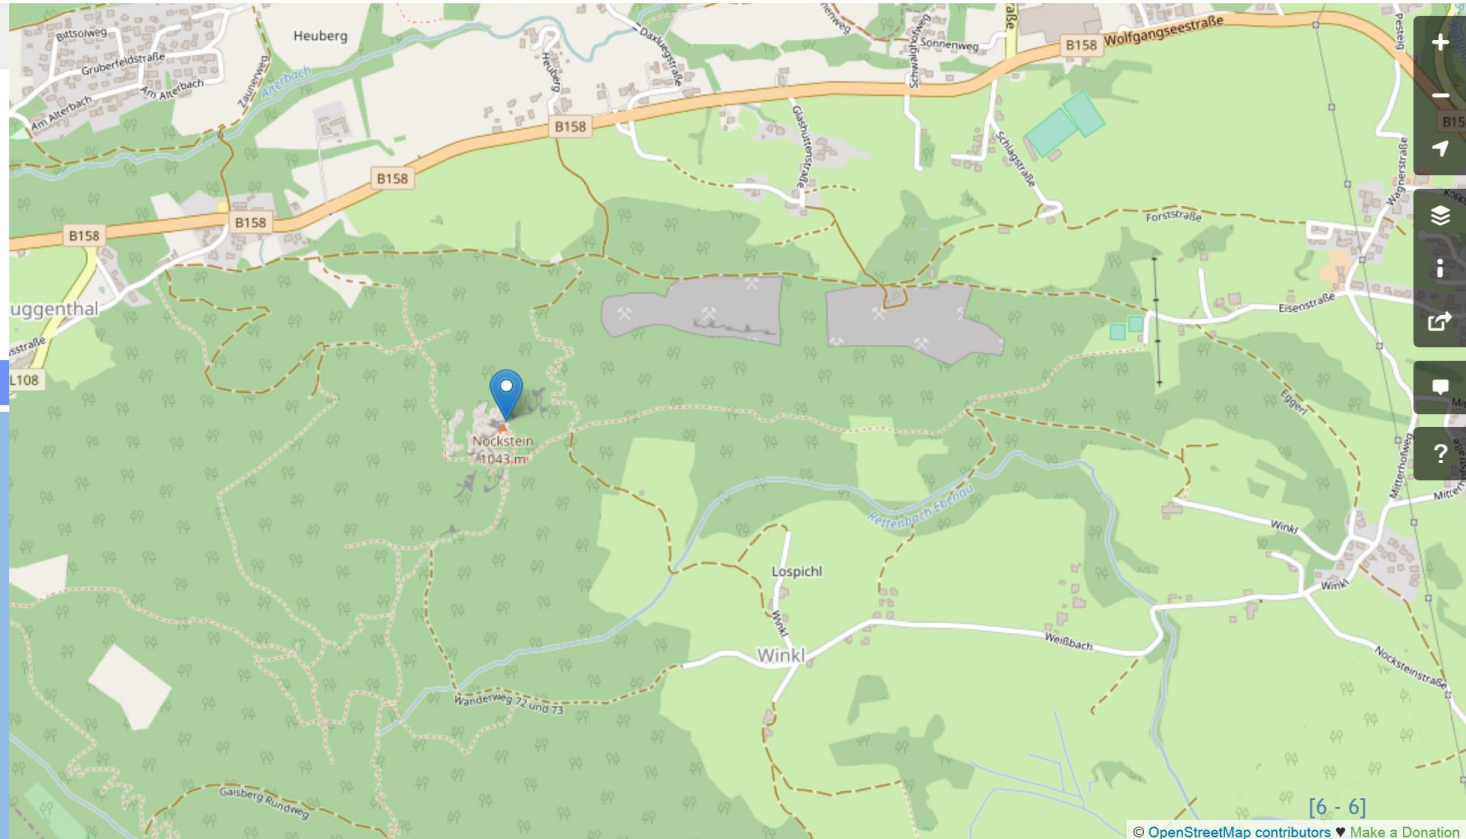 Bittsolweg
Gruberfeldstraße
Am Alterbach
Am Alterbach
Zaunerweg
Alterbach
Heuberg
Heuberg
Daxluegstraße
Schwaighofweg
Sonnenweg
B158
Wolfgangseestraße
B158
B158
B158
B158
Glashüttenstraße
Schlagstraße
Forststraße
Wagnerstraße
Eisenstraße
uggenthal
L108
Nockstein
1043 m
Eggerl
Mitterhofweg
Rettenbach Ebenau
Winkl
Lospichl
Winkl
Winkl
Winkl
Weißbach
Nocksteinstraße
Wanderweg 72 und 73
Gaisberg Rundweg
+
−
i
?
[6 - 6]
© OpenStreetMap contributors ♥ Make a Donation